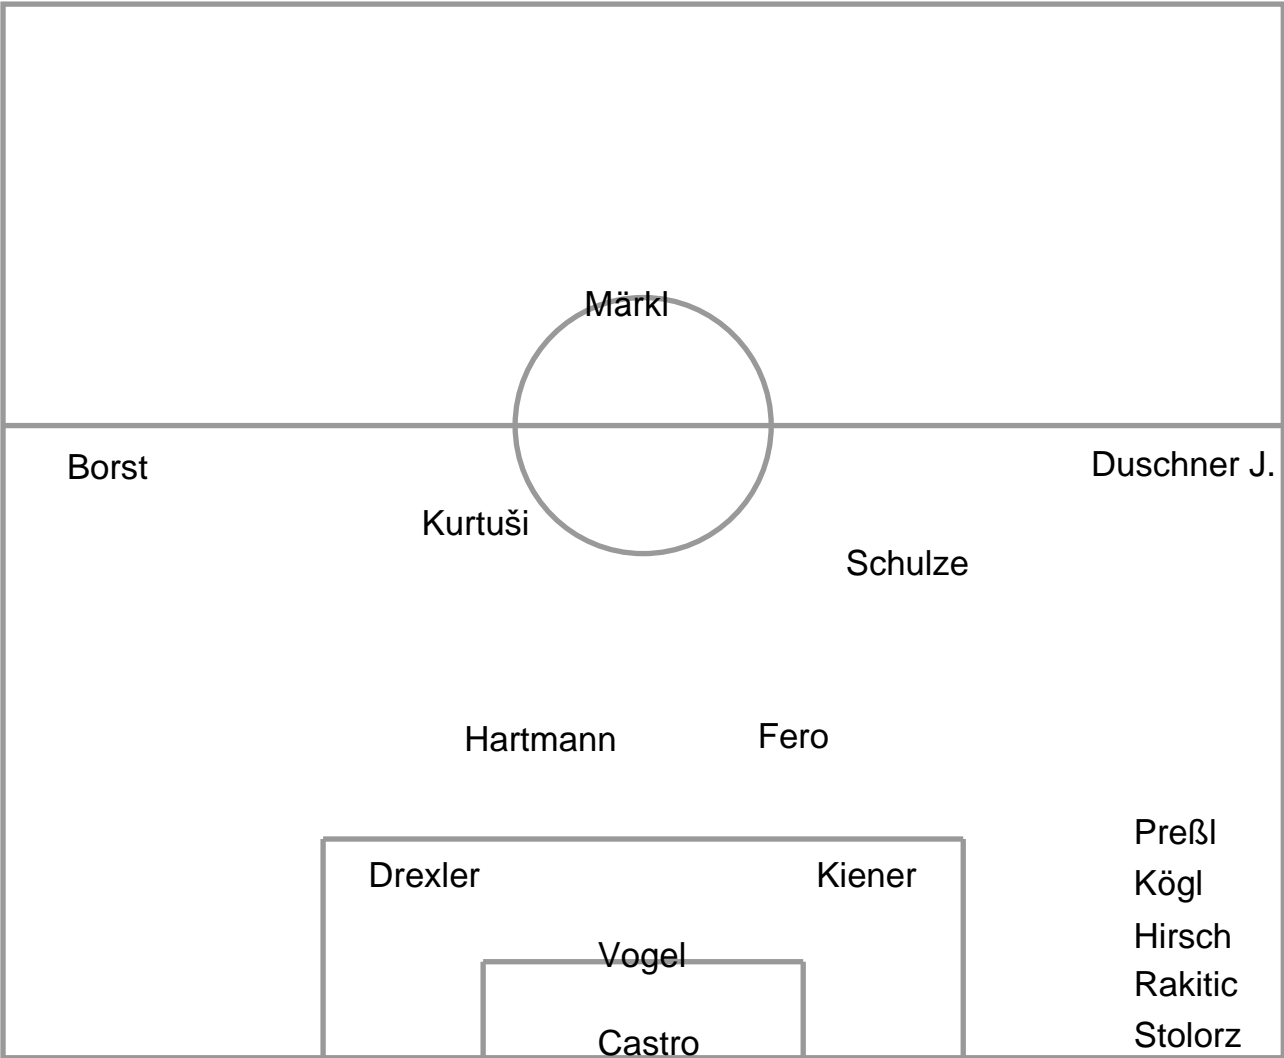 Märkl
Borst
Duschner J.
Kurtuši
Schulze
Hartmann
Fero
Drexler
Kiener
Vogel
Castro
Preßl
Kögl
Hirsch
Rakitic
Stolorz